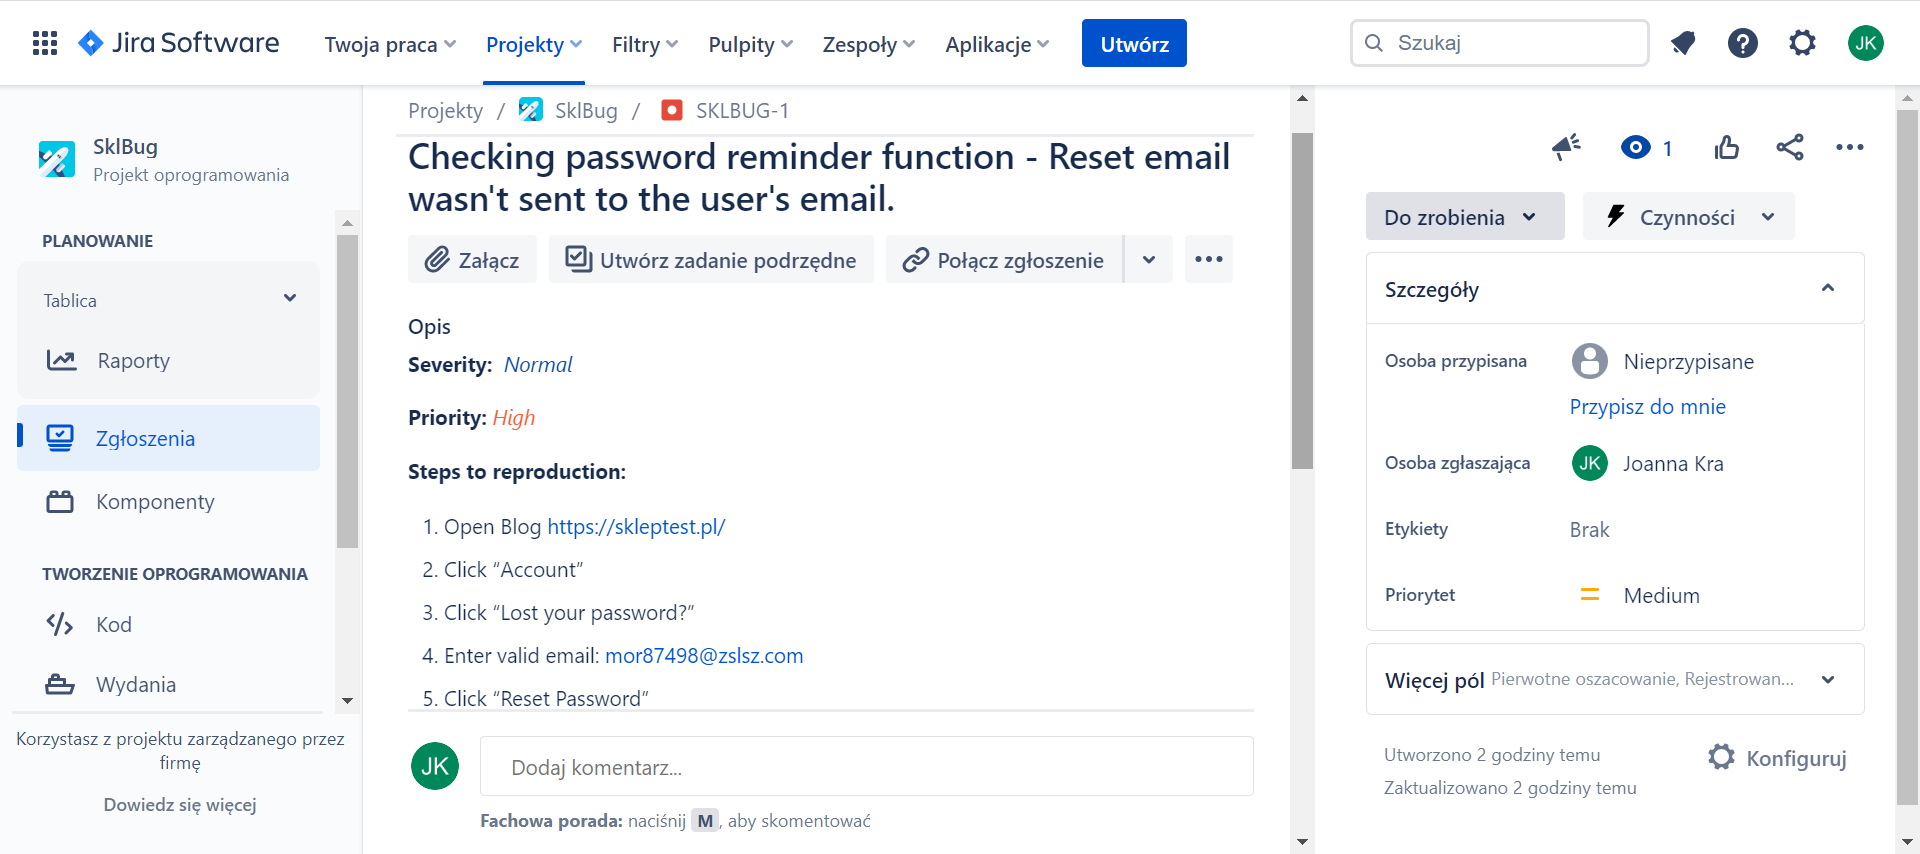 Jira Software
Twoja praca
Projekty
Filtry
Pulpity
Zespoły
Aplikacje
Utwórz
Szukaj
JK
SklBug
Projekt oprogramowania
PLANOWANIE
Tablica
Raporty
Zgłoszenia
Komponenty
TWORZENIE OPROGRAMOWANIA
Kod
Wydania
Korzystasz z projektu zarządzanego przez
firmę
Dowiedz się więcej
Projekty / SklBug / SKLBUG-1
Checking password reminder function - Reset email
wasn't sent to the user's email.
Załącz
Utwórz zadanie podrzędne
Połącz zgłoszenie
Opis
Severity: Normal
Priority: High
Steps to reproduction:
1. Open Blog https://skleptest.pl/
2. Click “Account”
3. Click “Lost your password?”
4. Enter valid email: mor87498@zslsz.com
5. Click “Reset Password”
JK
Dodaj komentarz...
Fachowa porada: naciśnij M, aby skomentować
1
Do zrobienia
Czynności
Szczegóły
Osoba przypisana
Nieprzypisane
Przypisz do mnie
Osoba zgłaszająca
JK Joanna Kra
Etykiety
Brak
Priorytet
Medium
Więcej pól Pierwotne oszacowanie, Rejestrowan...
Utworzono 2 godziny temu
Zaktualizowano 2 godziny temu
Konfiguruj